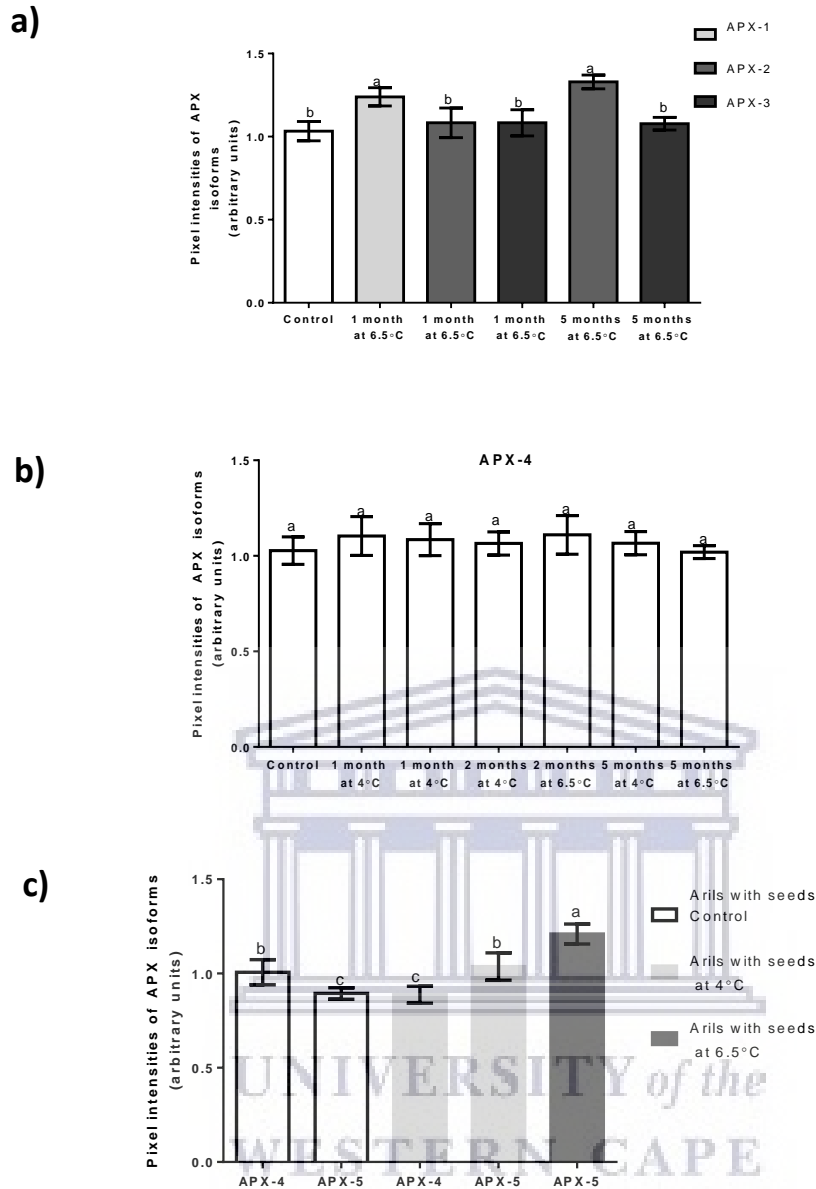 a)
APX-1
APX-2
APX-3
Pixel intensities of APX
isoforms
(arbitrary units)
1.5
1.0
0.5
0.0
b
a
b
b
a
b
Control
1 month
at 6.5°C
1 month
at 6.5°C
1 month
at 6.5°C
5 months
at 6.5°C
5 months
at 6.5°C
b)
APX-4
Pixel intensities of APX isoforms
(arbitrary units)
1.5
1.0
0.5
0.0
a
a
a
a
a
a
a
Control
1 month
at 4°C
1 month
at 4°C
2 months
at 4°C
2 months
at 6.5°C
5 months
at 4°C
5 months
at 6.5°C
c)
Pixel intensities of APX isoforms
(arbitrary units)
1.5
1.0
0.5
0.0
b
c
c
b
a
APX-4
APX-5
APX-4
APX-5
APX-5
Arils with seeds
Control
Arils with seeds
at 4°C
Arils with seeds
at 6.5°C
UNIVERSITY of the
WESTERN CAPE